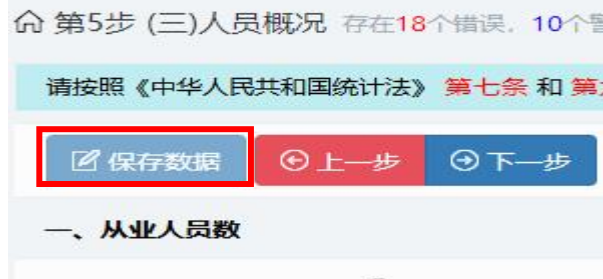 第5步 (三)人员概况 存在18个错误, 10个
请按照《中华人民共和国统计法》 第七条 和 第
保存数据 上一步 下一步
一、从业人员数